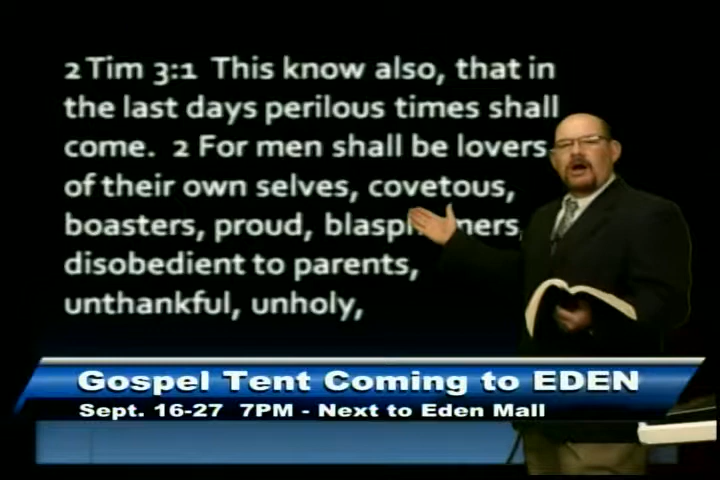 2 Tim 3:1 This know also, that in
the last days perilous times shall
come. 2 For men shall be lovers
of their own selves, covetous,
boasters, proud, blasphemers,
disobedient to parents,
unthankful, unholy,
Gospel Tent Coming to EDEN
Sept. 16-27 7PM - Next to Eden Mall